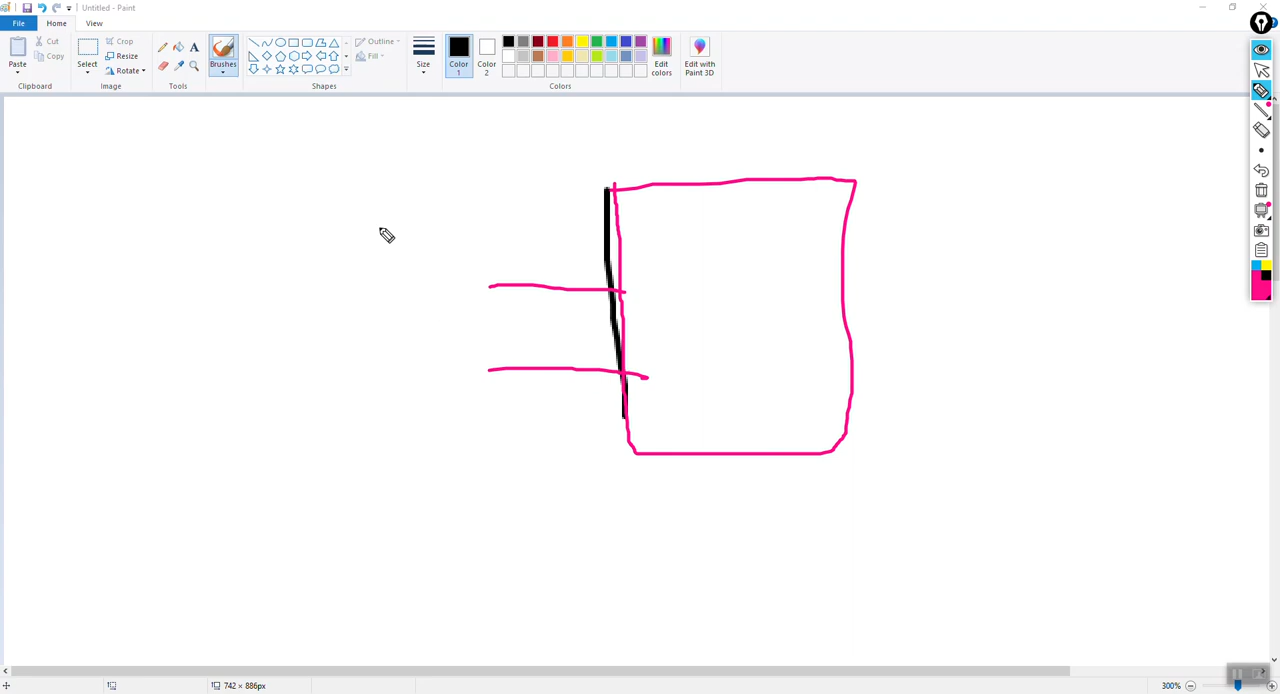 Untitled - Paint
File Home View
Paste
Cut
Copy
Clipboard
Select
Crop
Resize
Rotate
Image
A
Tools
Brushes
Outline
Fill
Shapes
Size
Color 1
Color 2
Edit colors
Colors
Edit with Paint 3D
742 × 886px
300%